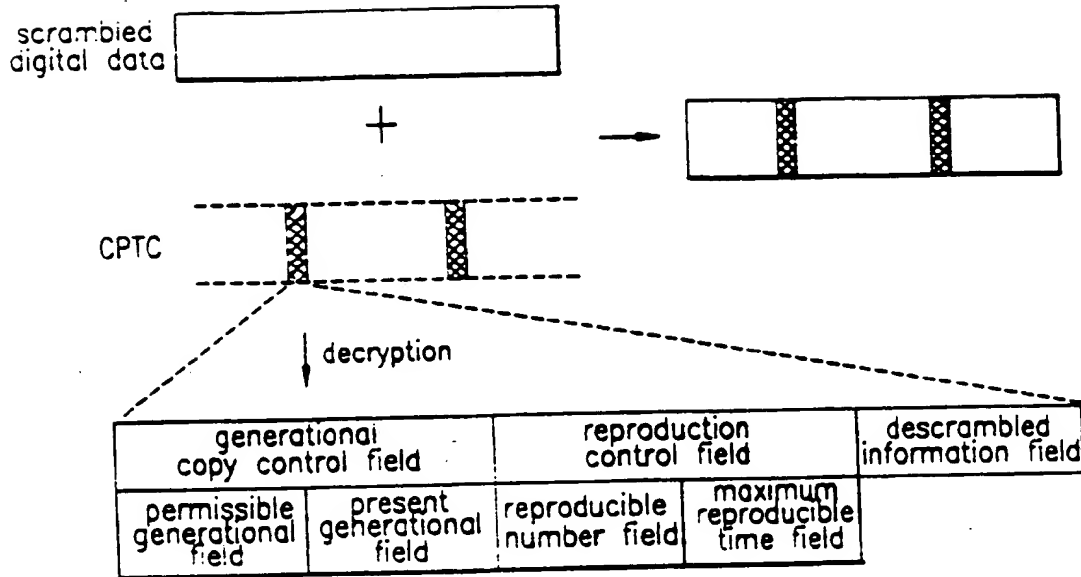 scrambled
digital data
+
CPTC
decryption
generational
copy control field
reproduction
control field
descrambled
information field
permissible
generational
field
present
generational
field
reproducible
number field
maximum
reproducible
time field